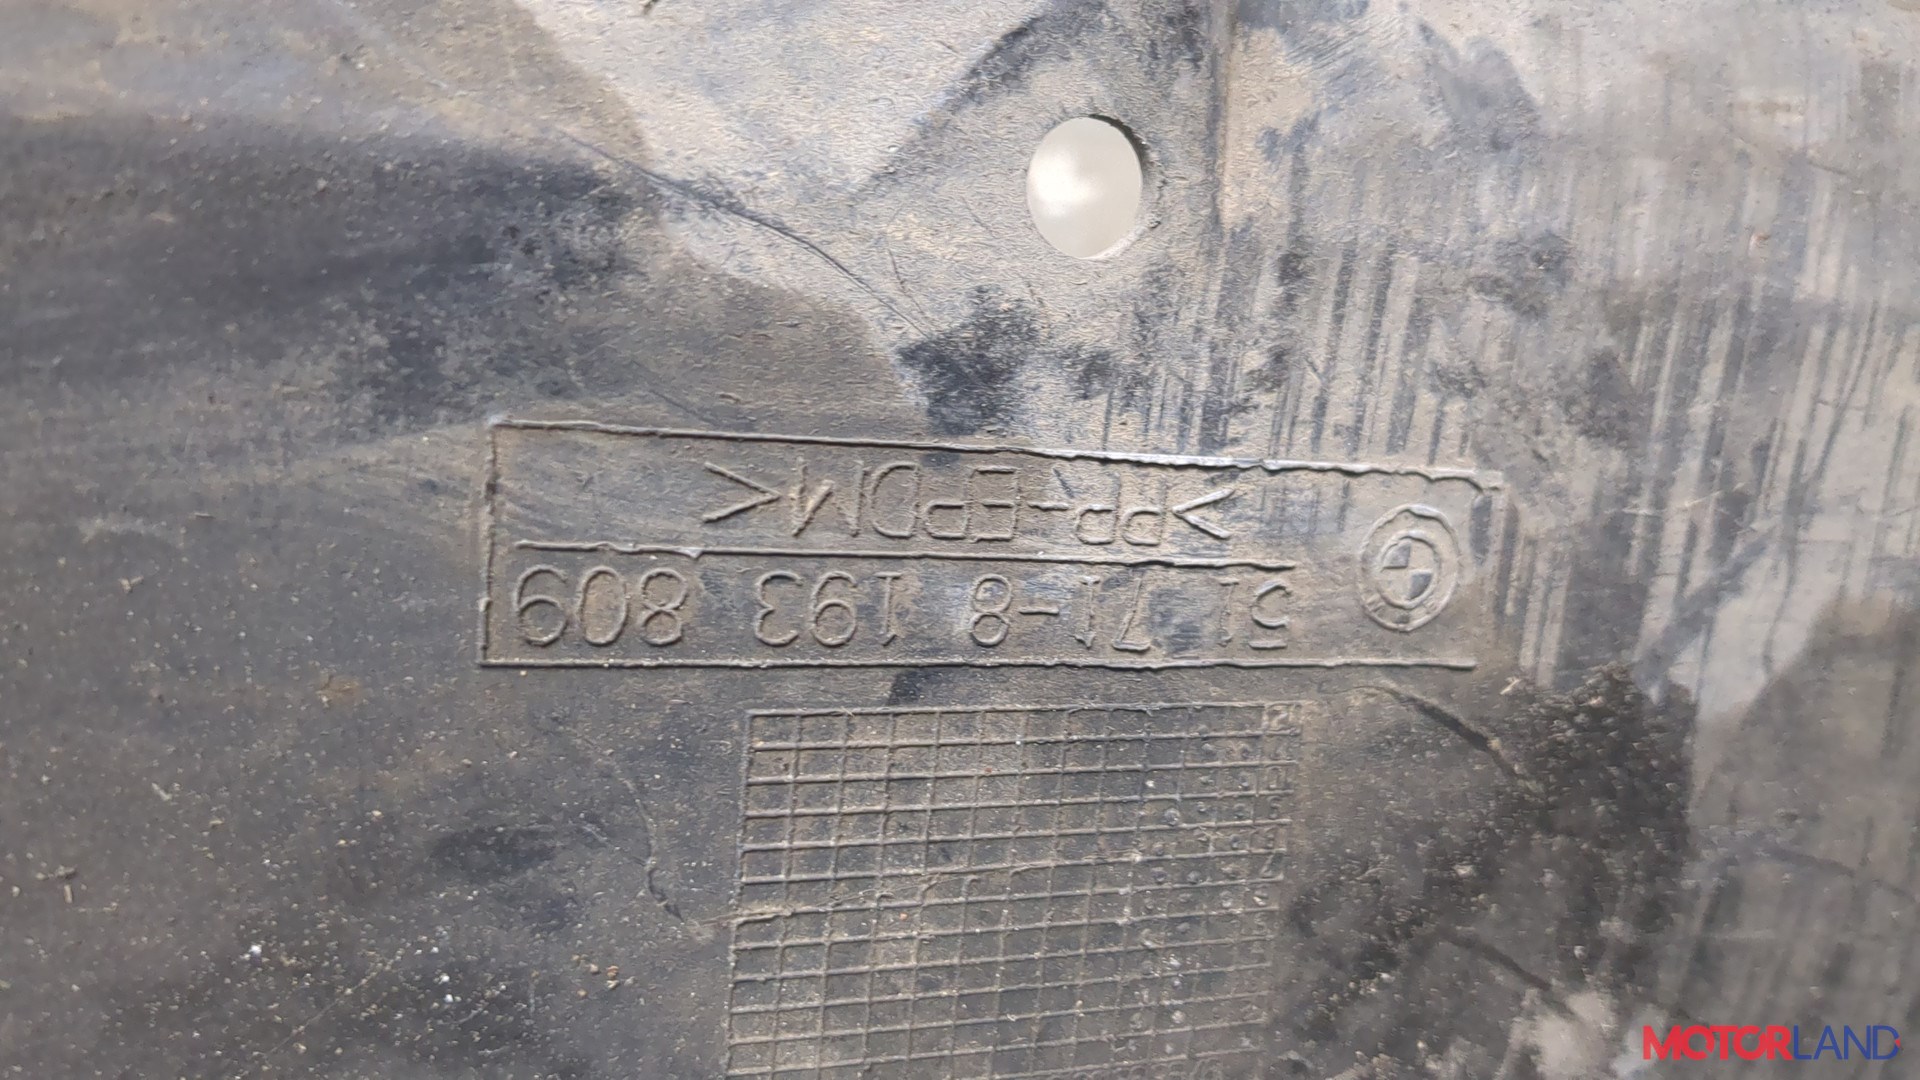 51 71-8 193 809
>PP-EPDM<
MOTORLAND